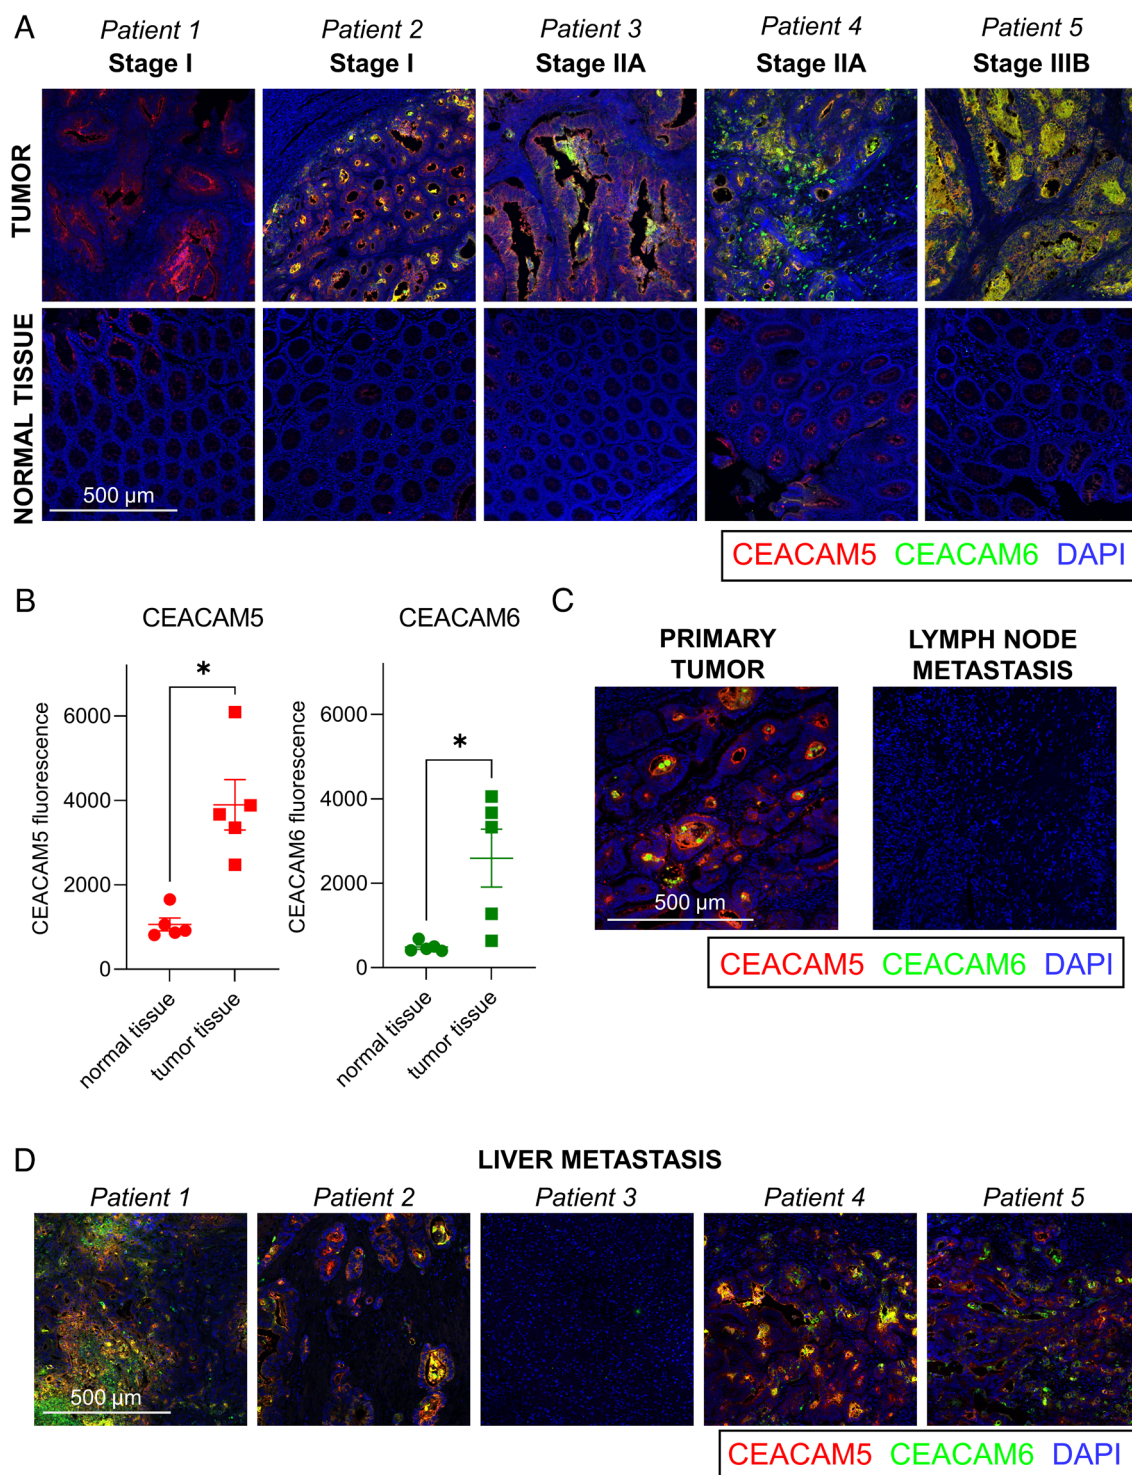 A
Patient 1 Patient 2 Patient 3 Patient 4 Patient 5
Stage I Stage I Stage IIA Stage IIA Stage IIIB
TUMOR
NORMAL TISSUE
500 µm
CEACAM5 CEACAM6 DAPI
B
CEACAM5
CEACAM5 fluorescence
6000
4000
2000
0
*
normal tissue
tumor tissue
CEACAM6
CEACAM6 fluorescence
6000
4000
2000
0
*
normal tissue
tumor tissue
C
PRIMARY
TUMOR
LYMPH NODE
METASTASIS
500 µm
CEACAM5 CEACAM6 DAPI
D
LIVER METASTASIS
Patient 1 Patient 2 Patient 3 Patient 4 Patient 5
500 µm
CEACAM5 CEACAM6 DAPI